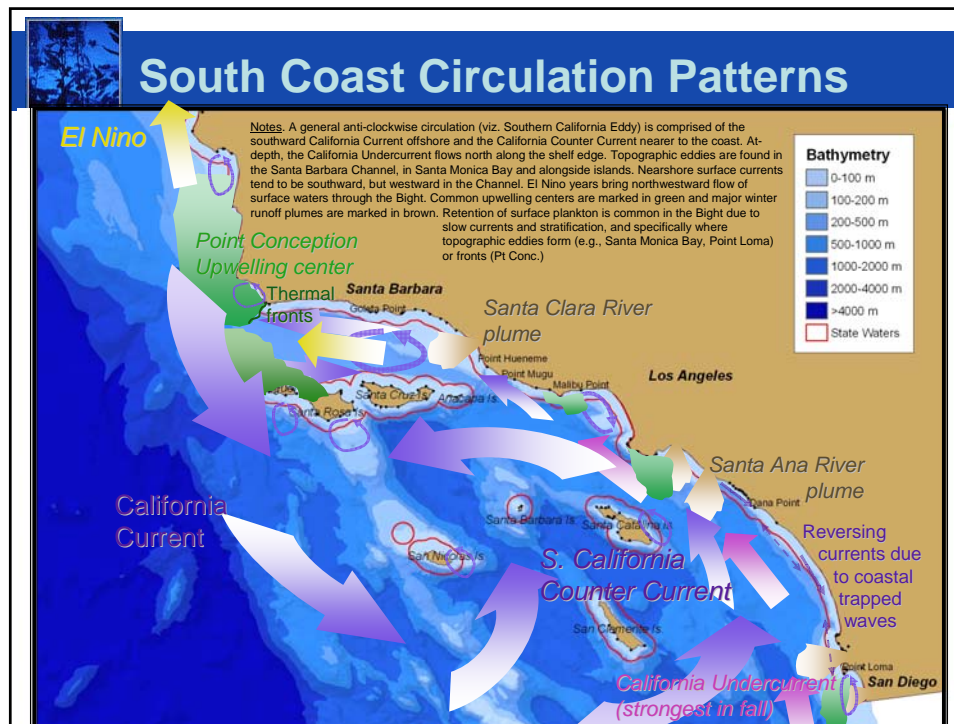 South Coast Circulation Patterns
El Nino
Notes. A general anti-clockwise circulation (viz. Southern California Eddy) is comprised of the
southward California Current offshore and the California Counter Current nearer to the coast. At-
depth, the California Undercurrent flows north along the shelf edge. Topographic eddies are found in
the Santa Barbara Channel, in Santa Monica Bay and alongside islands. Nearshore surface currents
tend to be southward, but westward in the Channel. El Nino years bring northwestward flow of
surface waters through the Bight. Common upwelling centers are marked in green and major winter
runoff plumes are marked in brown. Retention of surface plankton is common in the Bight due to
slow currents and stratification, and specifically where
topographic eddies form (e.g., Santa Monica Bay, Point Loma)
or fronts (Pt Conc.)
Bathymetry
0-100 m
100-200 m
200-500 m
500-1000 m
1000-2000 m
2000-4000 m
>4000 m
State Waters
Point Conception
Upwelling center
Thermal
fronts
Santa Barbara
Goleta Point
Santa Clara River
plume
Point Hueneme
Point Mugu
Malibu Point
Los Angeles
Santa Cruz Is.
Anacapa Is.
Santa Rosa Is.
Santa Ana River
plume
Dana Point
California
Current
Santa Barbara Is.
Santa Catalina Is.
San Nicolas Is.
S. California
Counter Current
Reversing
currents due
to coastal
trapped
waves
San Clemente Is.
Point Loma
San Diego
California Undercurrent
(strongest in fall)